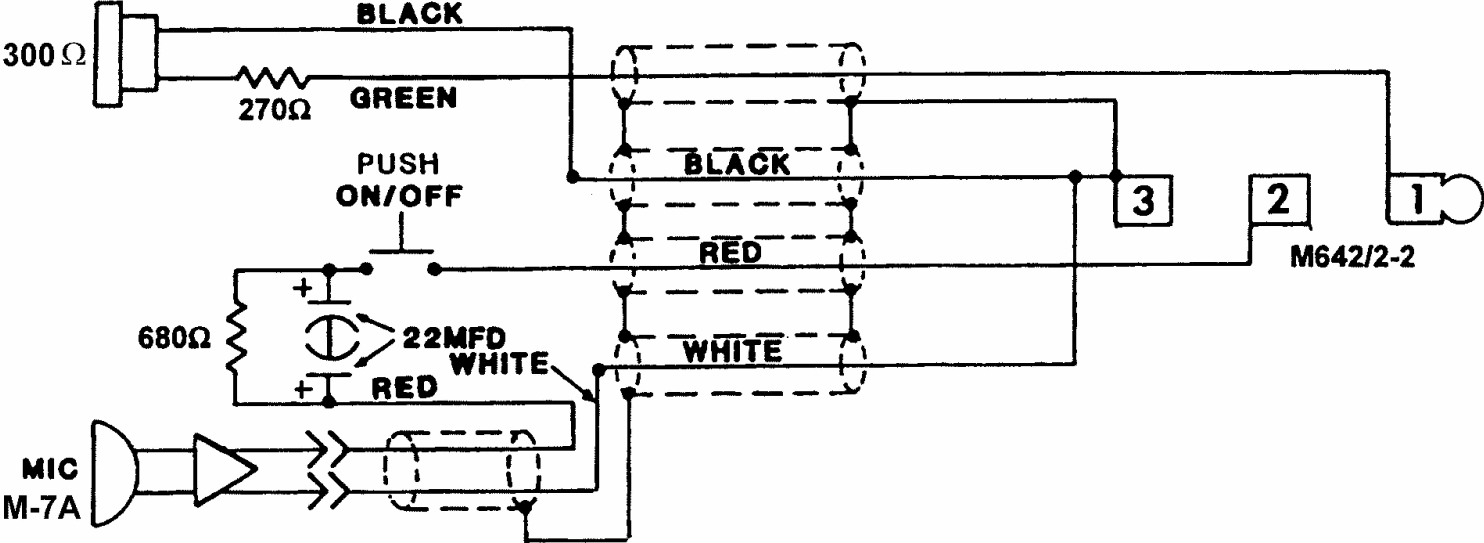 BLACK
300 Ω
270Ω
GREEN
PUSH
ON/OFF
BLACK
3
2
1
M642/2-2
RED
+
680Ω
22MFD
WHITE
WHITE
+
RED
MIC
M-7A